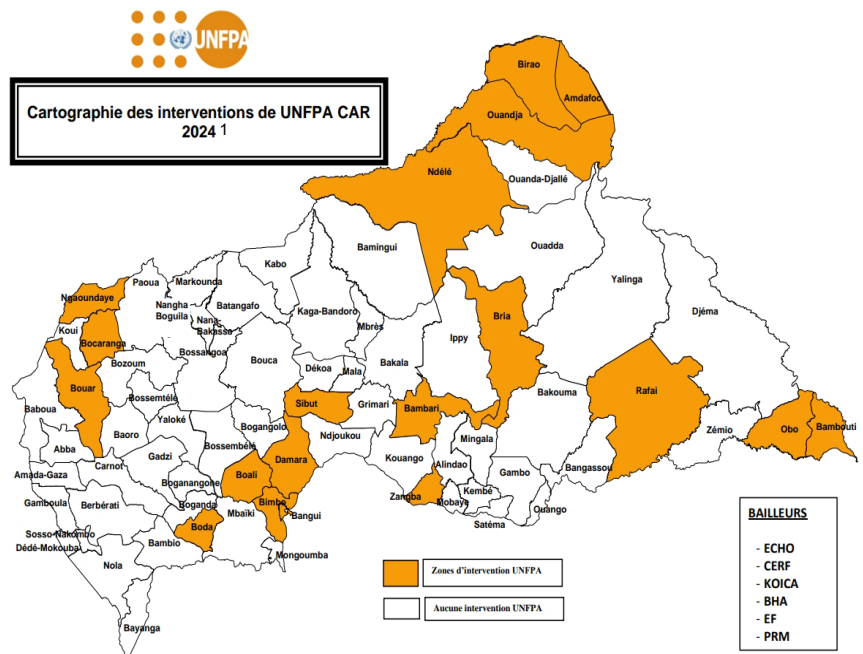 UNFPA
Cartographie des interventions de UNFPA CAR
2024 1
Birao
Amdafoc
Ouandja
Ndélé
Ouanda-Djallé
Ouadda
Bamingui
Kabo
Yalinga
Paoua
Markounda
Ngaoundaye
Batangafo
Nangha
Boguila
Nana-
Bakassa
Kaga-Bandoro
Mbrès
Djéma
Koui
Bocaranga
Bria
Ippy
Bossangoa
Bouca
Bozoum
Dékoa
Mala
Bakala
Bouar
Bossemtélé
Bakouma
Rafai
Baboua
Sibut
Grimari
Bambari
Yaloké
Bogangolo
Baoro
Ndjoukou
Mingala
Zémio
Obo
Bambouti
Abba
Bossembélé
Gadzi
Damara
Kouango
Alindao
Carnot
Bangassou
Amada-Gaza
Boganangone
Boali
Gambo
Kembé
Zangba
Mobaye
Gamboula
Berbérati
Boganda
Mbaïki
Bimbo
Bangui
Ouango
Satéma
Boda
Sosso-Nakombo
Dédé-Mokouba
Bambio
Mongoumba
Nola
Bayanga
Zones d'intervention UNFPA
Aucune intervention UNFPA
BAILLEURS
- ECHO
- CERF
- KOICA
- BHA
- EF
- PRM